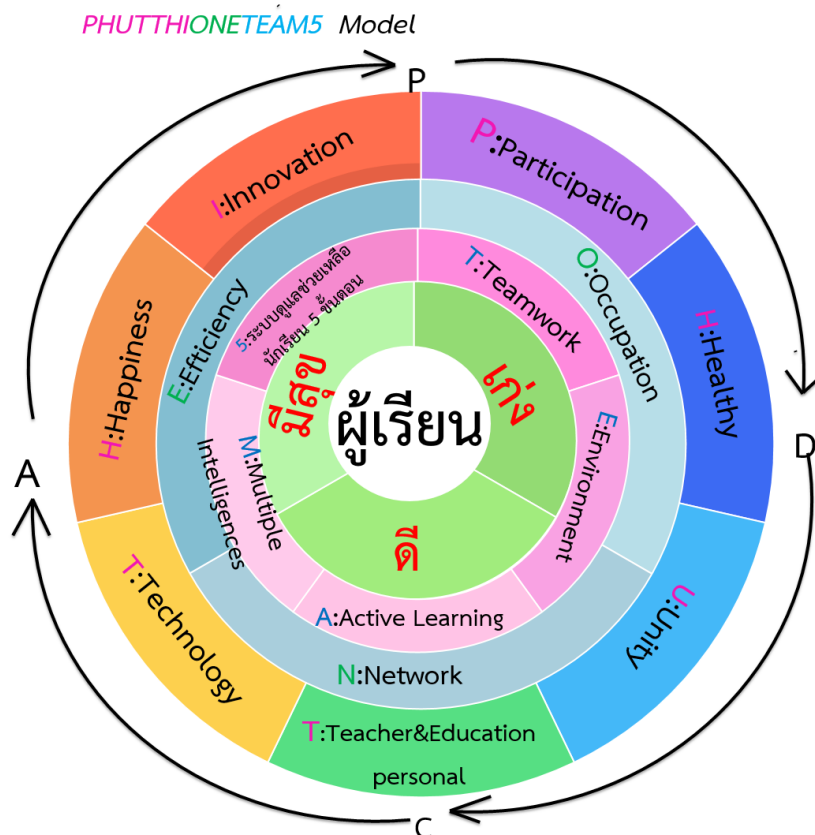 PHUTTHIONETEAM5 Model
P
P:Participation
H:Healthy
D
U:Unity
T:Teacher&Education
personal
C
T:Technology
A
H:Happiness
I:Innovation
O:Occupation
N:Network
E:Efticiency
T:Teamwork
E:Environment
A:Active Learning
M:Multiple
Intelligences
5:ระบบดูแลช่วยเหลือ
นักเรียน 5 ขั้นตอน
เก่ง
ดี
มีสุข
ผู้เรียน